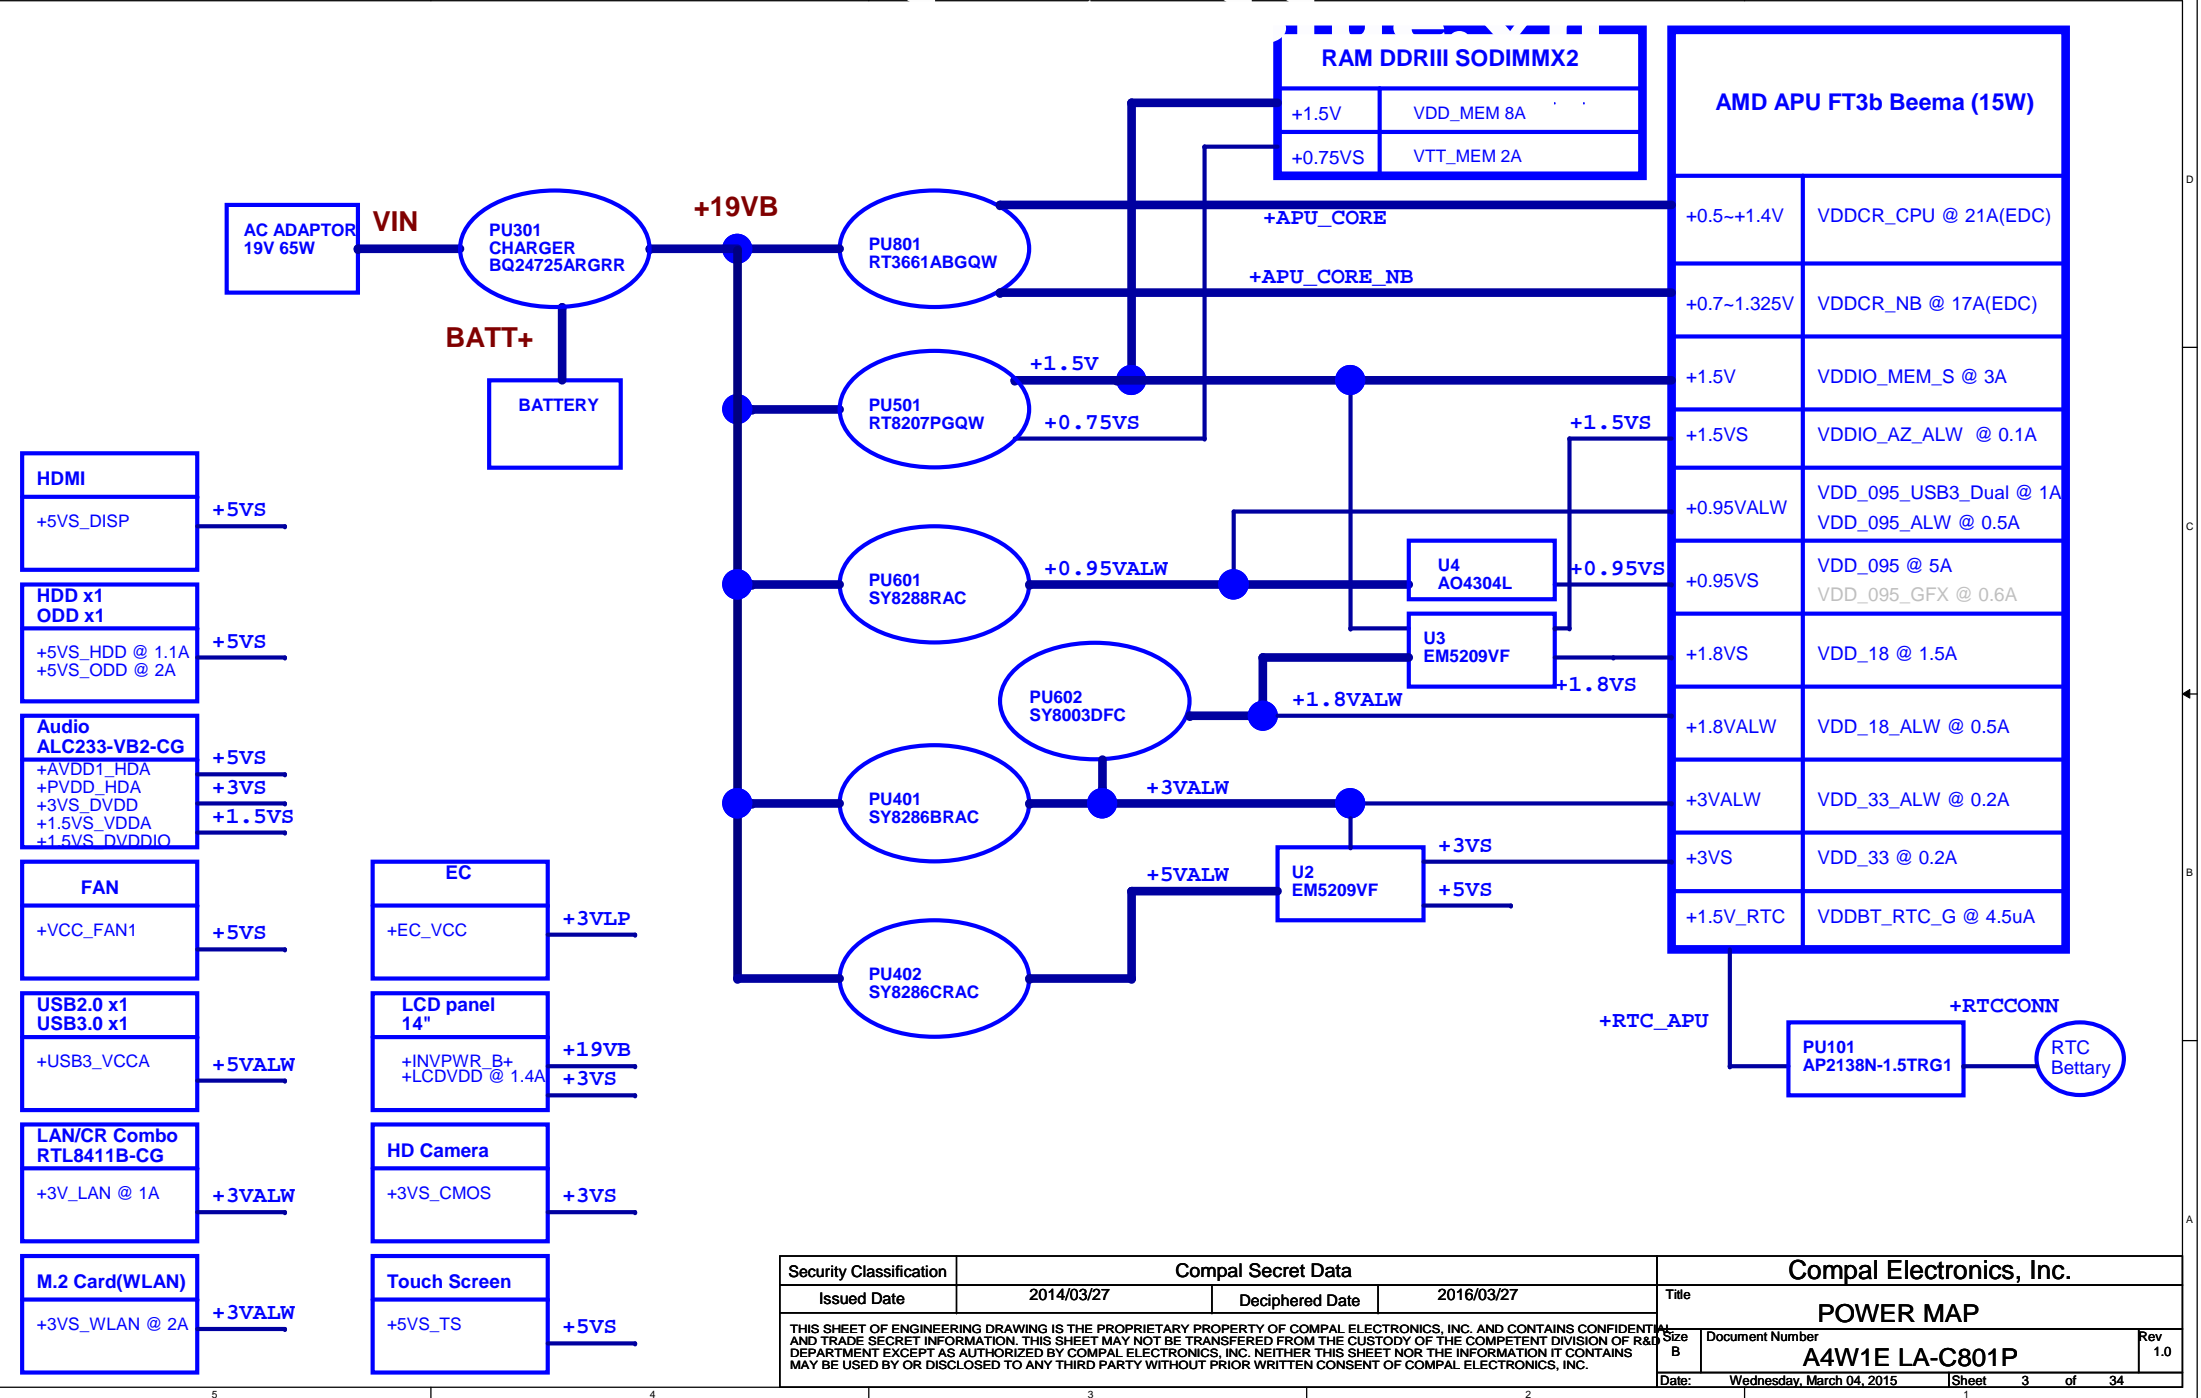 RAM DDRIII SODIMMX2
+1.5V VDD_MEM 8A
+0.75VS VTT_MEM 2A
AMD APU FT3b Beema (15W)
+0.5~+1.4V VDDCR_CPU @ 21A(EDC)
+0.7~1.325V VDDCR_NB @ 17A(EDC)
+1.5V VDDIO_MEM_S @ 3A
+1.5VS VDDIO_AZ_ALW @ 0.1A
+0.95VALW VDD_095_USB3_Dual @ 1A
VDD_095_ALW @ 0.5A
+0.95VS VDD_095 @ 5A
VDD_095_GFX @ 0.6A
+1.8VS VDD_18 @ 1.5A
+1.8VALW VDD_18_ALW @ 0.5A
+3VALW VDD_33_ALW @ 0.2A
+3VS VDD_33 @ 0.2A
+1.5V_RTC VDDBT_RTC_G @ 4.5uA
AC ADAPTOR
19V 65W
VIN
PU301
CHARGER
BQ24725ARGRR
BATT+
BATTERY
+19VB
PU801
RT3661ABGQW
+APU_CORE
+APU_CORE_NB
PU501
RT8207PGQW
+1.5V
+0.75VS
+1.5VS
PU601
SY8288RAC
+0.95VALW
U4
AO4304L
+0.95VS
U3
EM5209VF
+1.8VS
PU602
SY8003DFC
+1.8VALW
PU401
SY8286BRAC
+3VALW
+5VALW
U2
EM5209VF
+3VS
+5VS
PU402
SY8286CRAC
+RTC_APU
+RTCCONN
PU101
AP2138N-1.5TRG1
RTC
Bettary
HDMI
+5VS_DISP
+5VS
HDD x1
ODD x1
+5VS_HDD @ 1.1A
+5VS_ODD @ 2A
+5VS
Audio
ALC233-VB2-CG
+AVDD1_HDA
+PVDD_HDA
+3VS_DVDD
+1.5VS_VDDA
+1.5VS_DVDDIO
+5VS
+3VS
+1.5VS
FAN
+VCC_FAN1
+5VS
USB2.0 x1
USB3.0 x1
+USB3_VCCA
+5VALW
LAN/CR Combo
RTL8411B-CG
+3V_LAN @ 1A
+3VALW
M.2 Card(WLAN)
+3VS_WLAN @ 2A
+3VALW
EC
+EC_VCC
+3VLP
LCD panel
14"
+INVPWR_B+
+LCDVDD @ 1.4A
+19VB
+3VS
HD Camera
+3VS_CMOS
+3VS
Touch Screen
+5VS_TS
+5VS
Security Classification
Compal Secret Data
Issued Date
2014/03/27
Deciphered Date
2016/03/27
THIS SHEET OF ENGINEERING DRAWING IS THE PROPRIETARY PROPERTY OF COMPAL ELECTRONICS, INC. AND CONTAINS CONFIDENTIAL
AND TRADE SECRET INFORMATION. THIS SHEET MAY NOT BE TRANSFERED FROM THE CUSTODY OF THE COMPETENT DIVISION OF R&D
DEPARTMENT EXCEPT AS AUTHORIZED BY COMPAL ELECTRONICS, INC. NEITHER THIS SHEET NOR THE INFORMATION IT CONTAINS
MAY BE USED BY OR DISCLOSED TO ANY THIRD PARTY WITHOUT PRIOR WRITTEN CONSENT OF COMPAL ELECTRONICS, INC.
Compal Electronics, Inc.
Title
POWER MAP
Size
B
Document Number
A4W1E LA-C801P
Rev
1.0
Date: Wednesday, March 04, 2015
Sheet 3 of 34
D
C
B
A
5 4 3 2 1